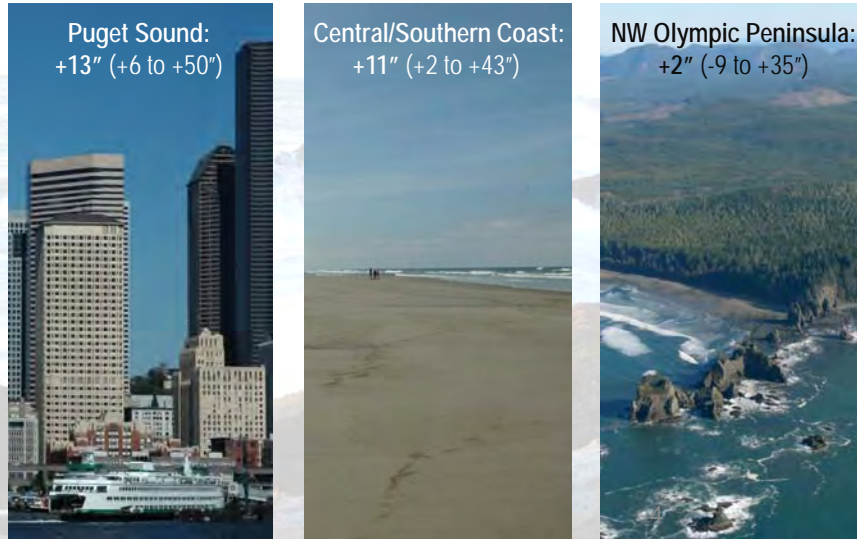 Puget Sound:
+13″ (+6 to +50″)
Central/Southern Coast:
+11″ (+2 to +43″)
NW Olympic Peninsula:
+2″ (-9 to +35″)